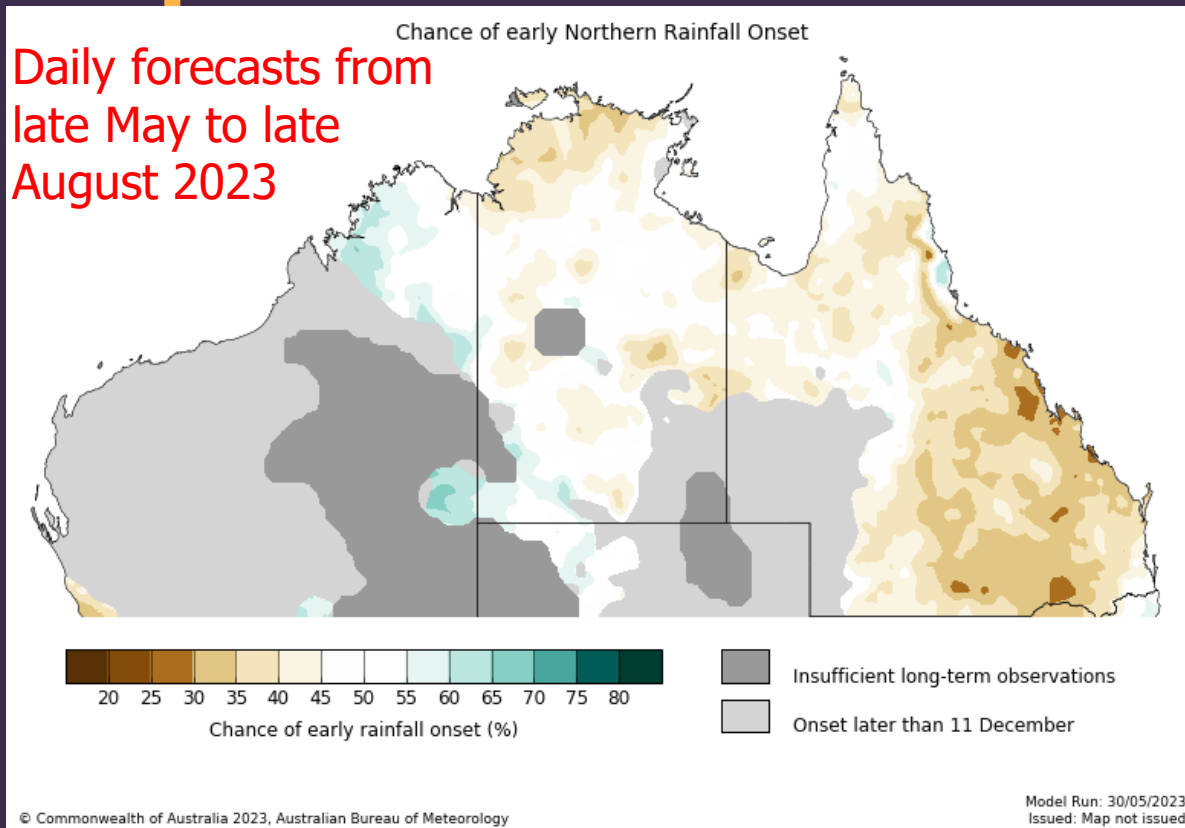 Chance of early Northern Rainfall Onset
Daily forecasts from
late May to late
August 2023
20 25 30 35 40 45 50 55 60 65 70 75 80
Chance of early rainfall onset (%)
Insufficient long-term observations
Onset later than 11 December
Model Run: 30/05/2023
© Commonwealth of Australia 2023, Australian Bureau of Meteorology
Issued: Map not issued